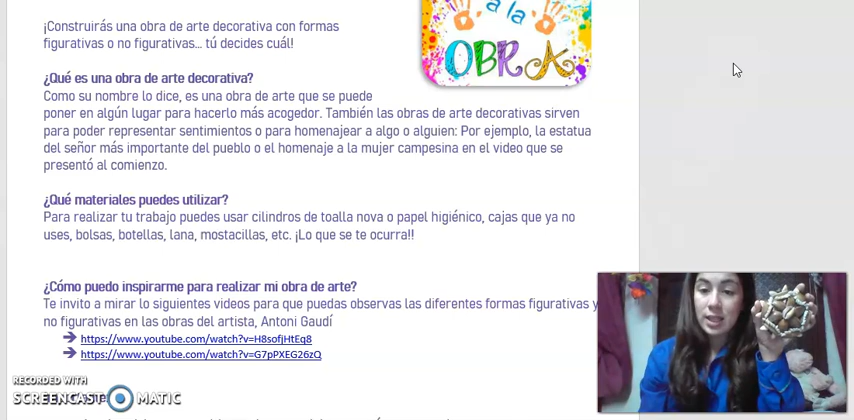 a la
OBRA
¡Construirás una obra de arte decorativa con formas
figurativas o no figurativas... tú decides cuál!
¿Qué es una obra de arte decorativa?
Como su nombre lo dice, es una obra de arte que se puede
poner en algún lugar para hacerlo más acogedor. También las obras de arte decorativas sirven
para poder representar sentimientos o para homenajear a algo o alguien: Por ejemplo, la estatua
del señor más importante del pueblo o el homenaje a la mujer campesina en el video que se
presentó al comienzo.
¿Qué materiales puedes utilizar?
Para realizar tu trabajo puedes usar cilindros de toalla nova o papel higiénico, cajas que ya no
uses, bolsas, botellas, lana, mostacillas, etc. ¡Lo que se te ocurra!!
¿Cómo puedo inspirarme para realizar mi obra de arte?
Te invito a mirar lo siguientes videos para que puedas observas las diferentes formas figurativas y
no figurativas en las obras del artista, Antoni Gaudí
➔ https://www.youtube.com/watch?v=H8sofjHtEq8
➔ https://www.youtube.com/watch?v=G7pPXEG26zQ
RECORDED WITH
SCREENCAST-O-MATIC